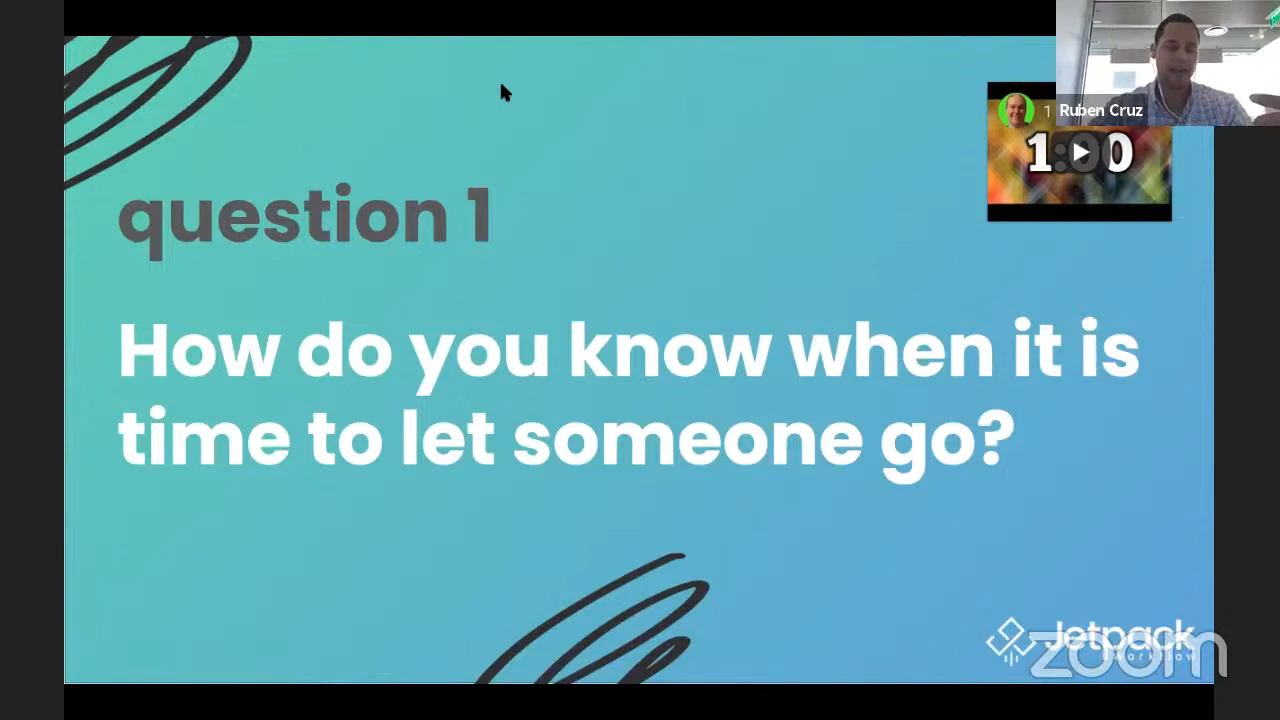 1 Ruben Cruz
1:00
question 1
How do you know when it is
time to let someone go?
Jetpack
Workflow
zoom